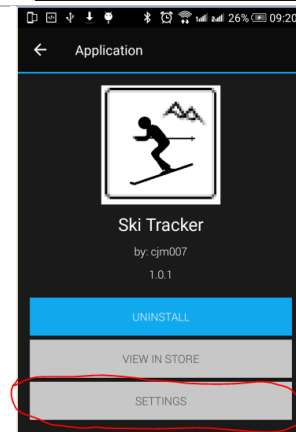 26% 09:20
Application
Ski Tracker
by: cjm007
1.0.1
UNINSTALL
VIEW IN STORE
SETTINGS